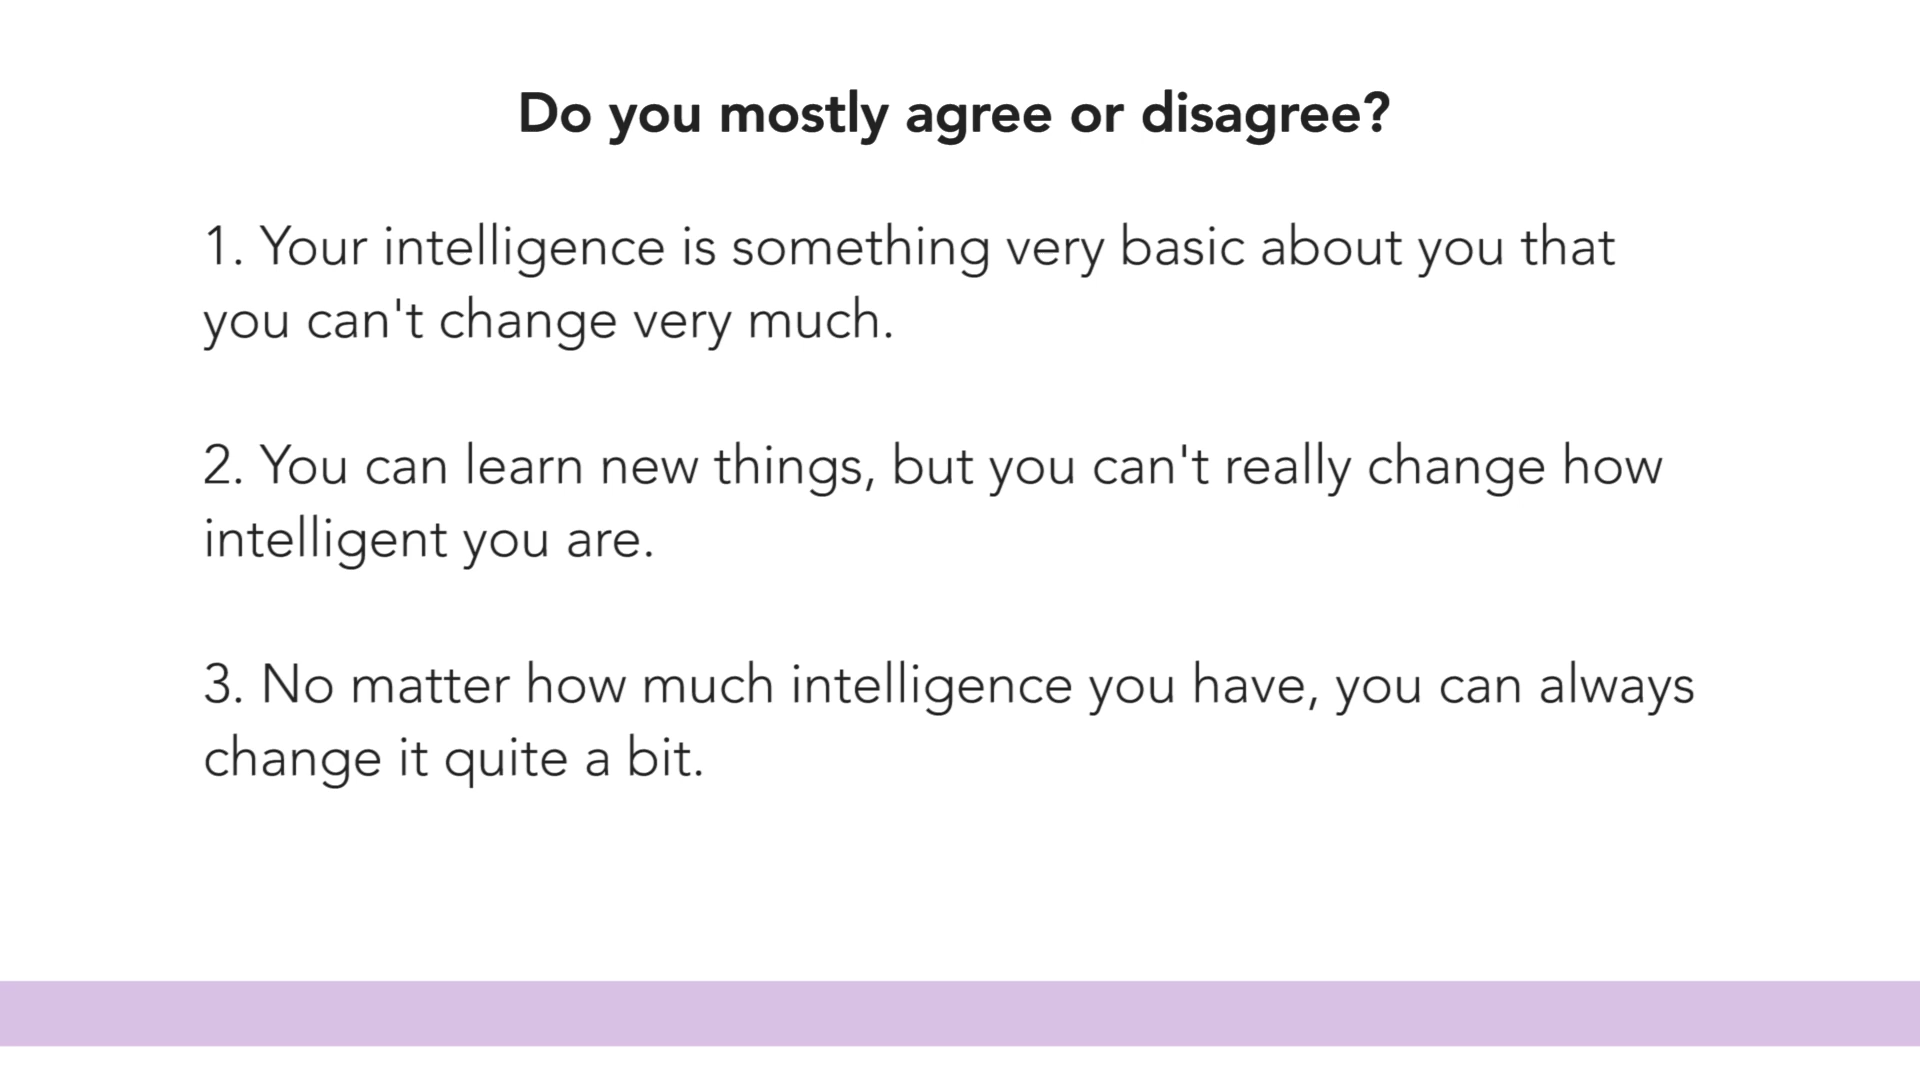 Do you mostly agree or disagree?
1. Your intelligence is something very basic about you that
you can't change very much.
2. You can learn new things, but you can't really change how
intelligent you are.
3. No matter how much intelligence you have, you can always
change it quite a bit.